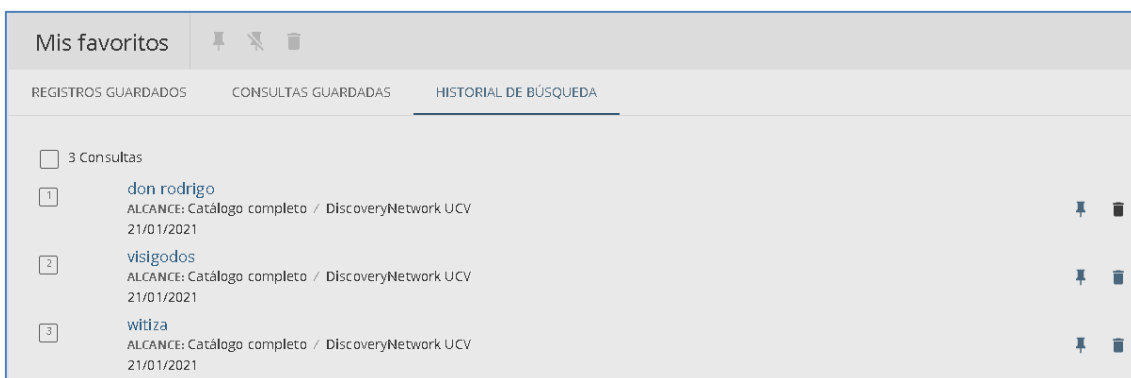 Mis favoritos
REGISTROS GUARDADOS CONSULTAS GUARDADAS HISTORIAL DE BÚSQUEDA
3 Consultas
1 don rodrigo
ALCANCE: Catálogo completo / DiscoveryNetwork UCV
21/01/2021
2 visigodos
ALCANCE: Catálogo completo / DiscoveryNetwork UCV
21/01/2021
3 witiza
ALCANCE: Catálogo completo / DiscoveryNetwork UCV
21/01/2021